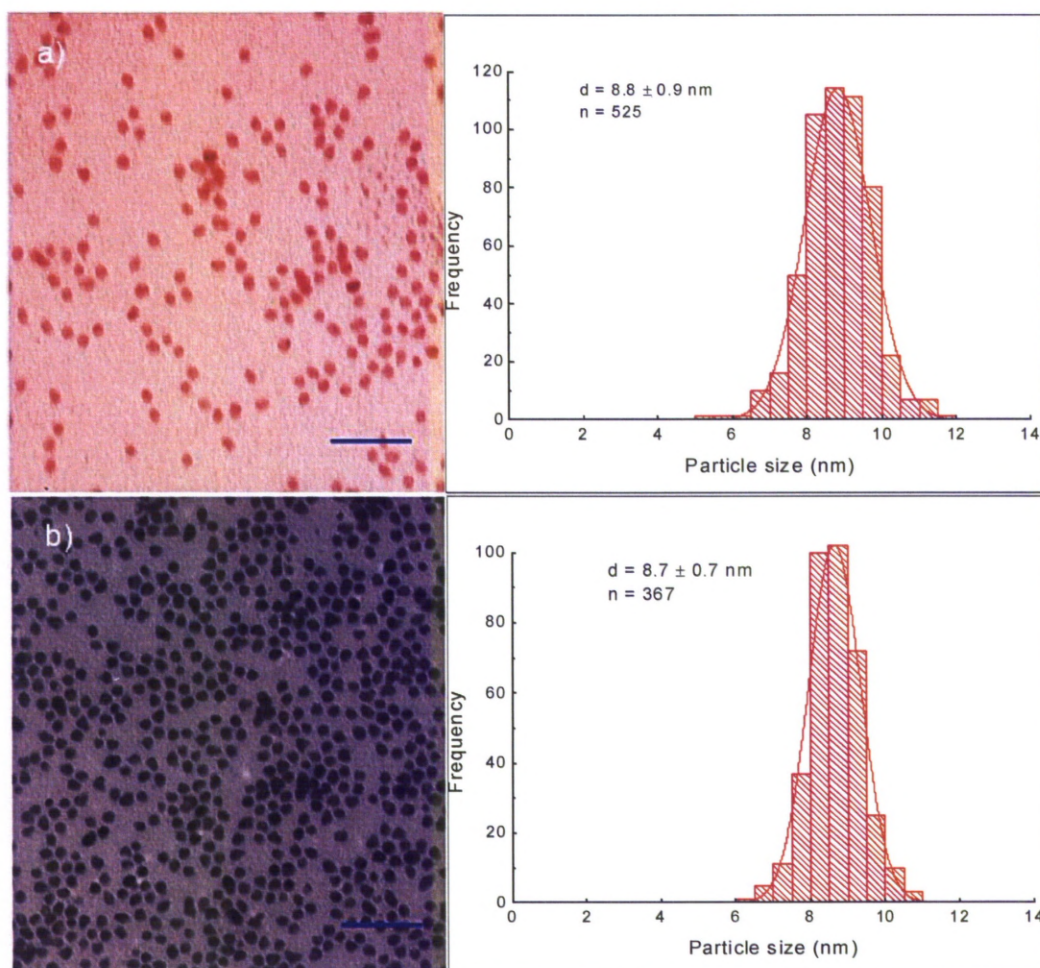 a)
d = 8.8 ± 0.9 nm
n = 525
Frequency
120
100
80
60
40
20
0
0 2 4 6 8 10 12 14
Particle size (nm)
b)
d = 8.7 ± 0.7 nm
n = 367
Frequency
100
80
60
40
20
0
0 2 4 6 8 10 12 14
Particle size (nm)